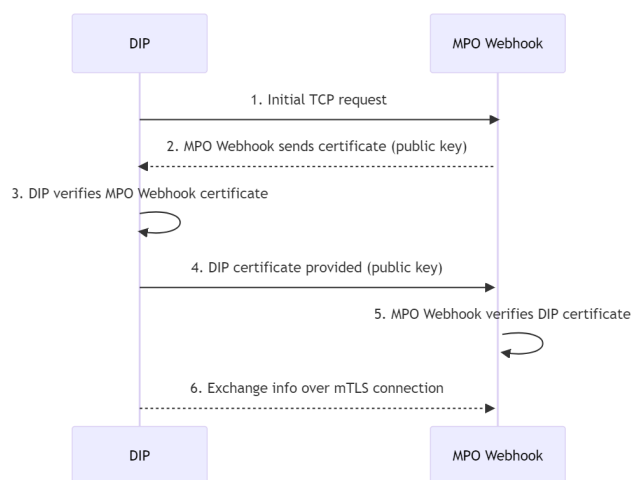 DIP
MPO Webhook
1. Initial TCP request
2. MPO Webhook sends certificate (public key)
3. DIP verifies MPO Webhook certificate
4. DIP certificate provided (public key)
5. MPO Webhook verifies DIP certificate
6. Exchange info over mTLS connection
DIP
MPO Webhook